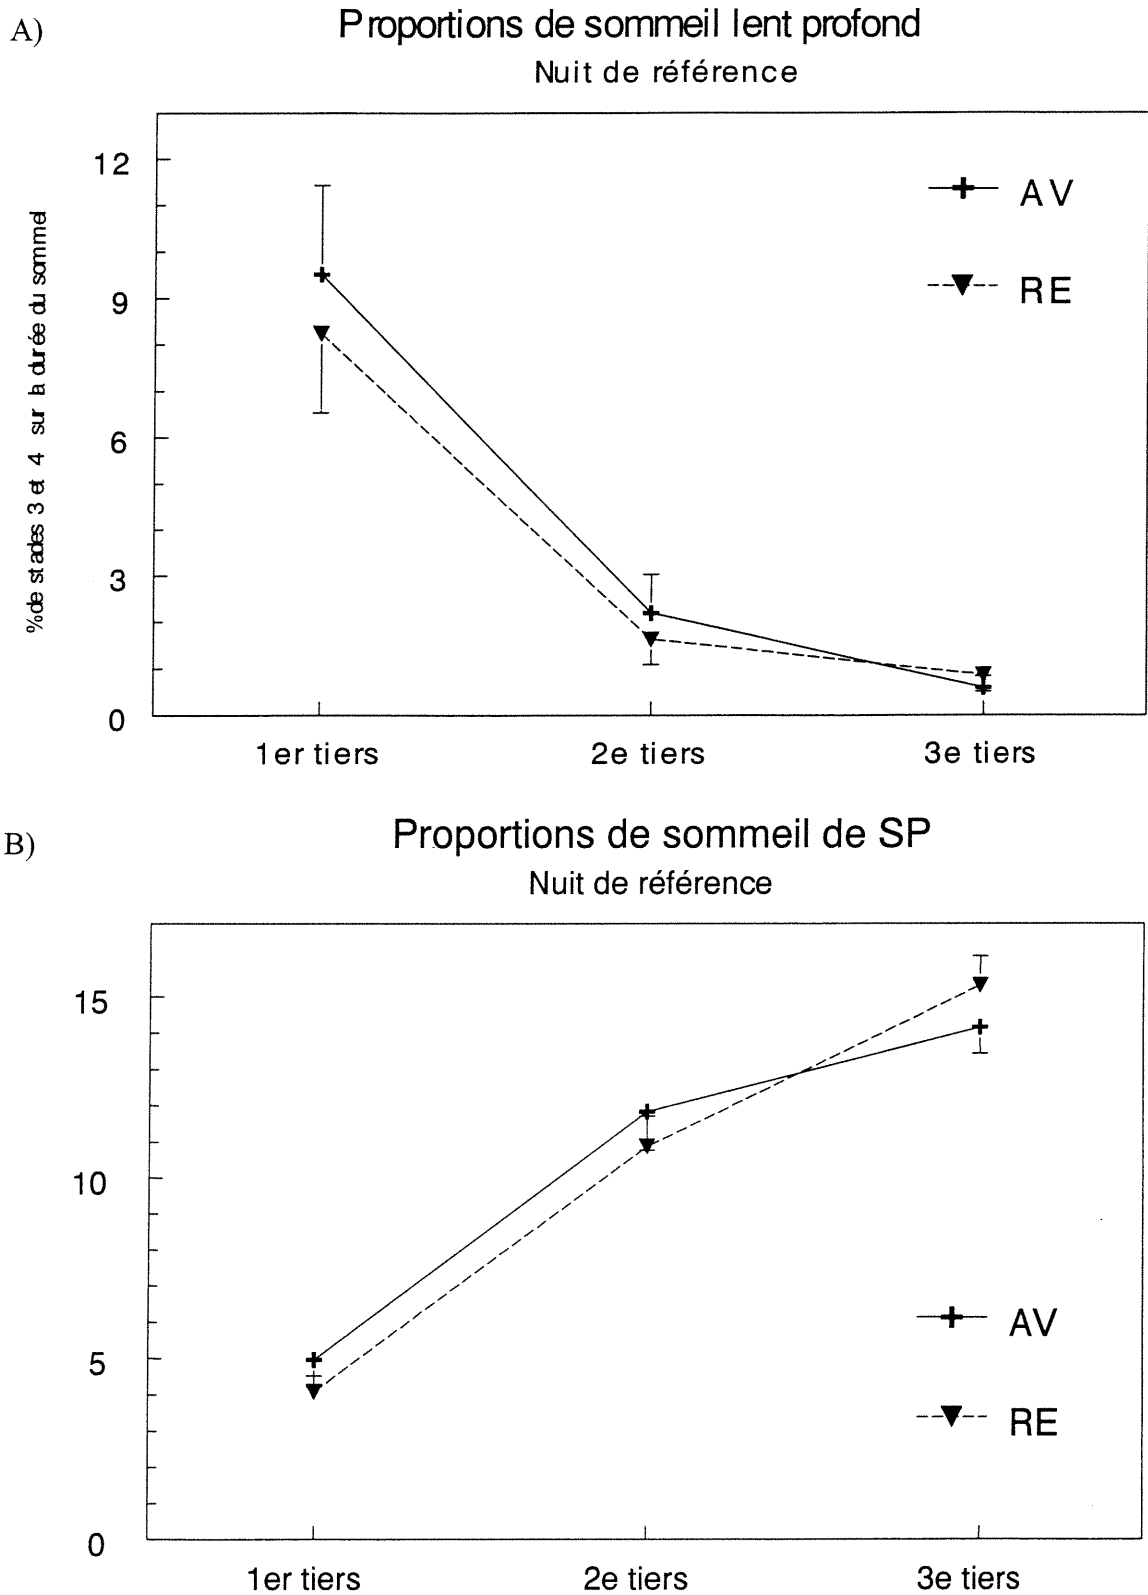 A)
Proportions de sommeil lent profond
Nuit de référence
% de stades 3 et 4 sur la durée du sommeil
12
9
6
3
0
AV
RE
1er tiers 2e tiers 3e tiers
B)
Proportions de sommeil de SP
Nuit de référence
15
10
5
0
AV
RE
1er tiers 2e tiers 3e tiers